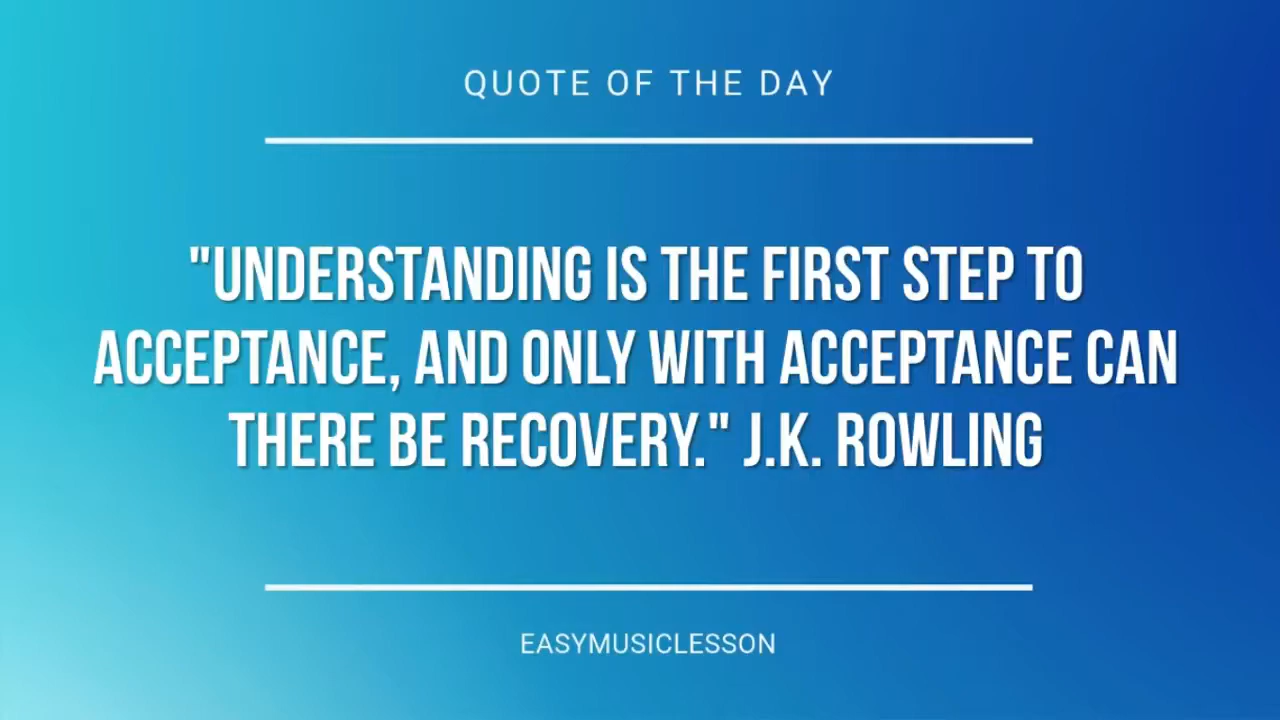 QUOTE OF THE DAY
"UNDERSTANDING IS THE FIRST STEP TO
ACCEPTANCE, AND ONLY WITH ACCEPTANCE CAN
THERE BE RECOVERY." J.K. ROWLING
EASYMUSICLESSON